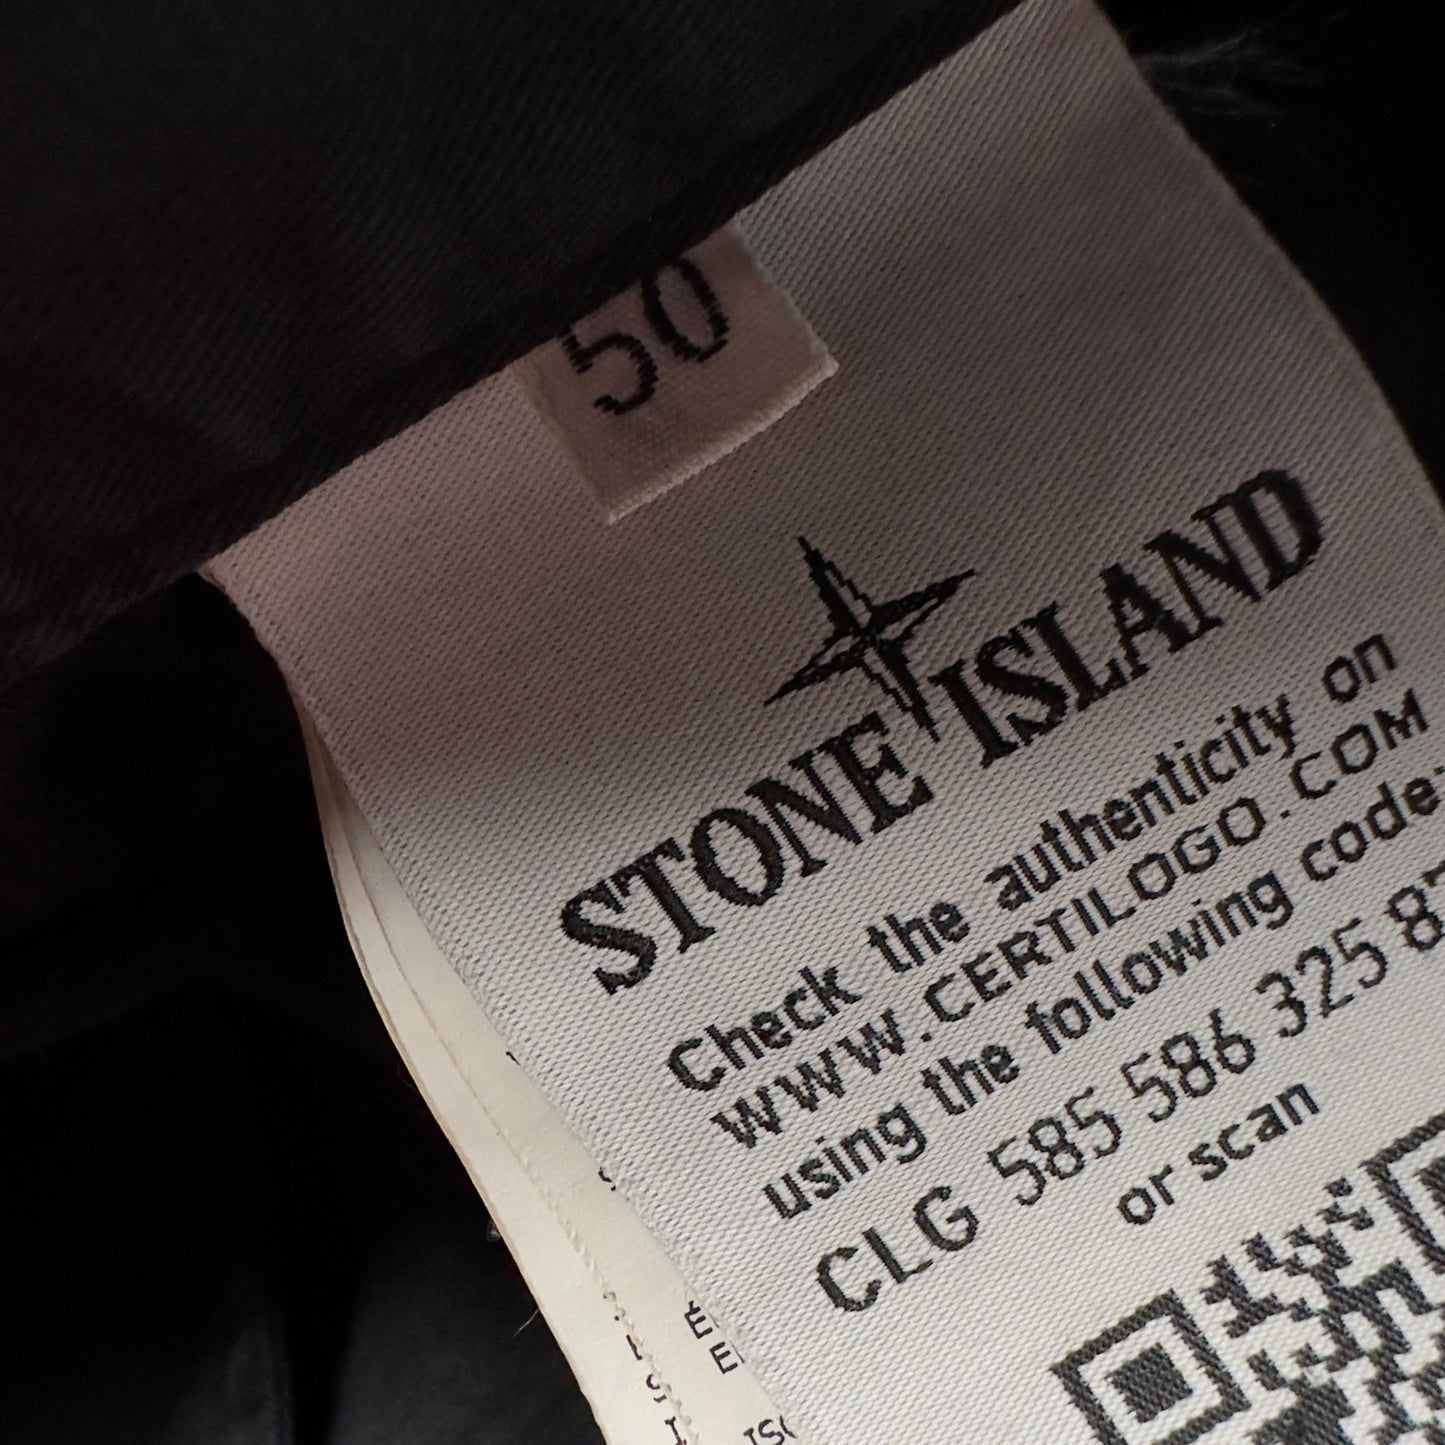 50
STONE ISLAND
Check the authenticity on
WWW.CERTILOGO.COM
using the following code:
CLG 585 586 325 87
or scan